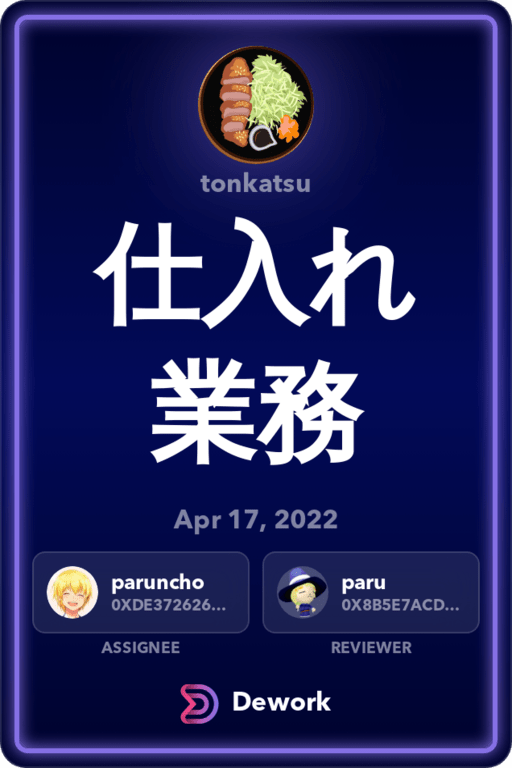 tonkatsu
仕入れ
業務
Apr 17, 2022
paruncho
0XDE372626...
ASSIGNEE
paru
0X8B5E7ACD...
REVIEWER
Dework